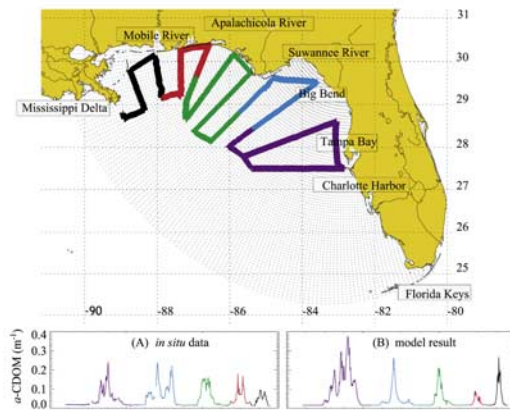 31
Apalachicola River
Mobile River
30
Suwannee River
29
Big Bend
Mississippi Delta
28
Tampa Bay
27
Charlotte Harbor
26
25
Florida Keys
-90 -88 -86 -84 -82 -80
a-CDOM (m⁻¹)
0.4
0.3
0.2
0.1
0.0
(A) in situ data
(B) model result